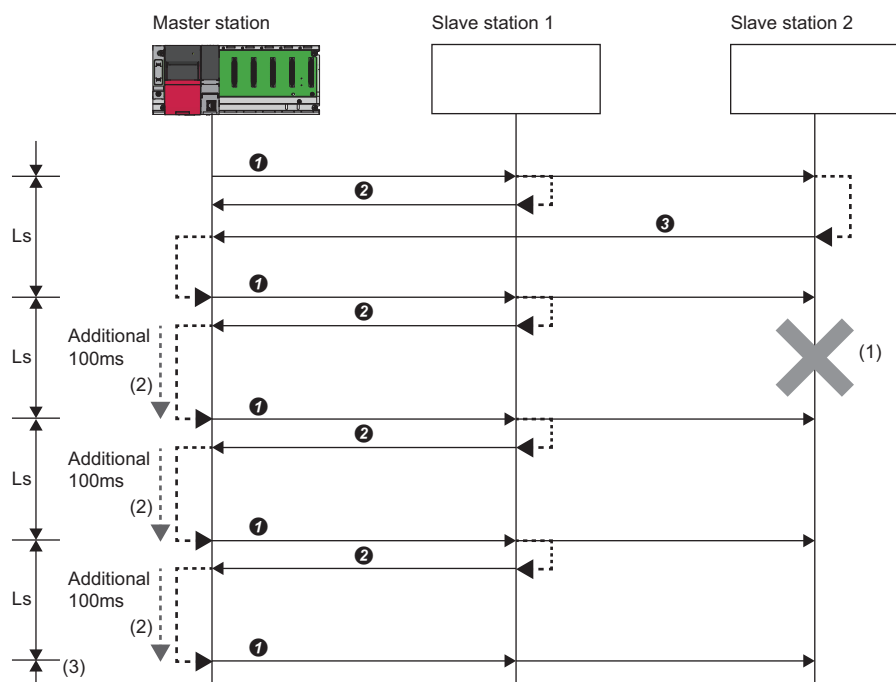 Master station
Slave station 1
Slave station 2
1
2
3
Ls
1
2
Ls
Additional
100ms
(2)
(1)
1
2
Ls
Additional
100ms
(2)
1
2
Ls
Additional
100ms
(2)
1
(3)